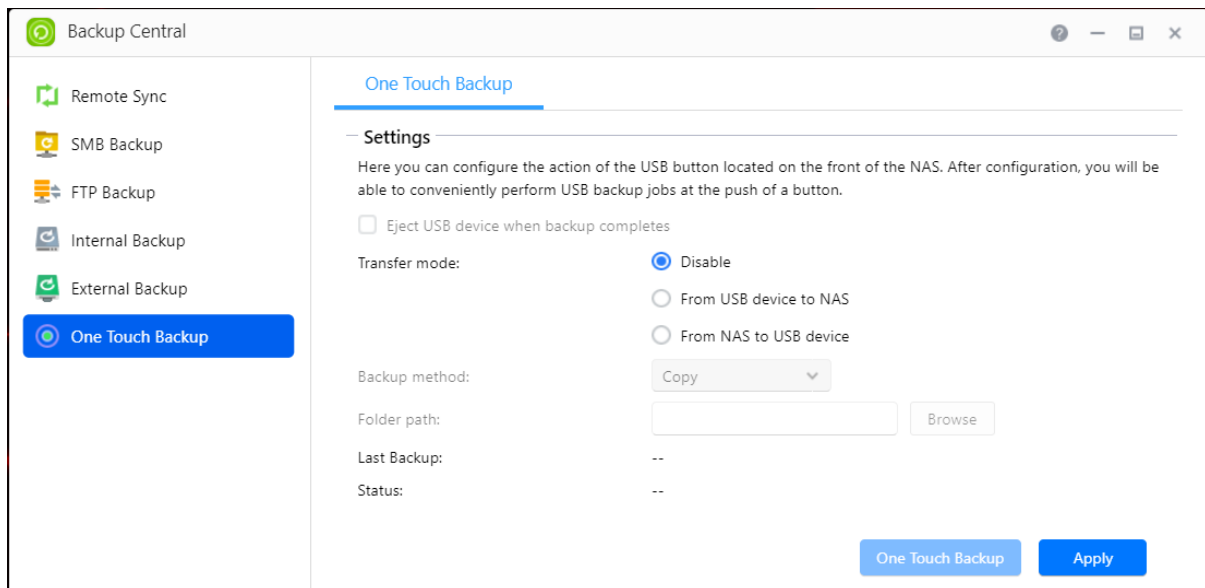 Backup Central
Remote Sync
SMB Backup
FTP Backup
Internal Backup
External Backup
One Touch Backup
One Touch Backup
Settings
Here you can configure the action of the USB button located on the front of the NAS. After configuration, you will be
able to conveniently perform USB backup jobs at the push of a button.
Eject USB device when backup completes
Transfer mode:
Disable
From USB device to NAS
From NAS to USB device
Backup method:
Copy
Folder path:
Browse
Last Backup:
--
Status:
--
One Touch Backup
Apply